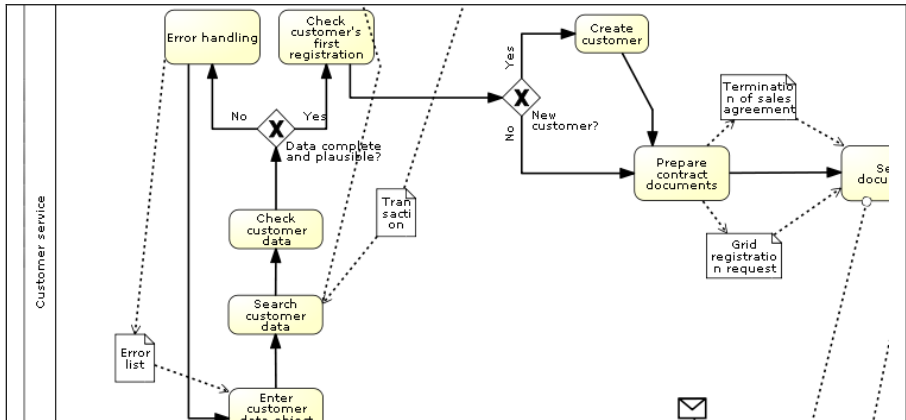 Customer service
Error handling
Check
customer's
first
registration
Create
customer
Yes
No
New
customer?
Terminatio
n of sales
agreement
No
Yes
Data complete
and plausible?
Prepare
contract
documents
Tran
sacti
on
Check
customer
data
Grid
registratio
n request
Search
customer
data
Error
list
Enter
customer